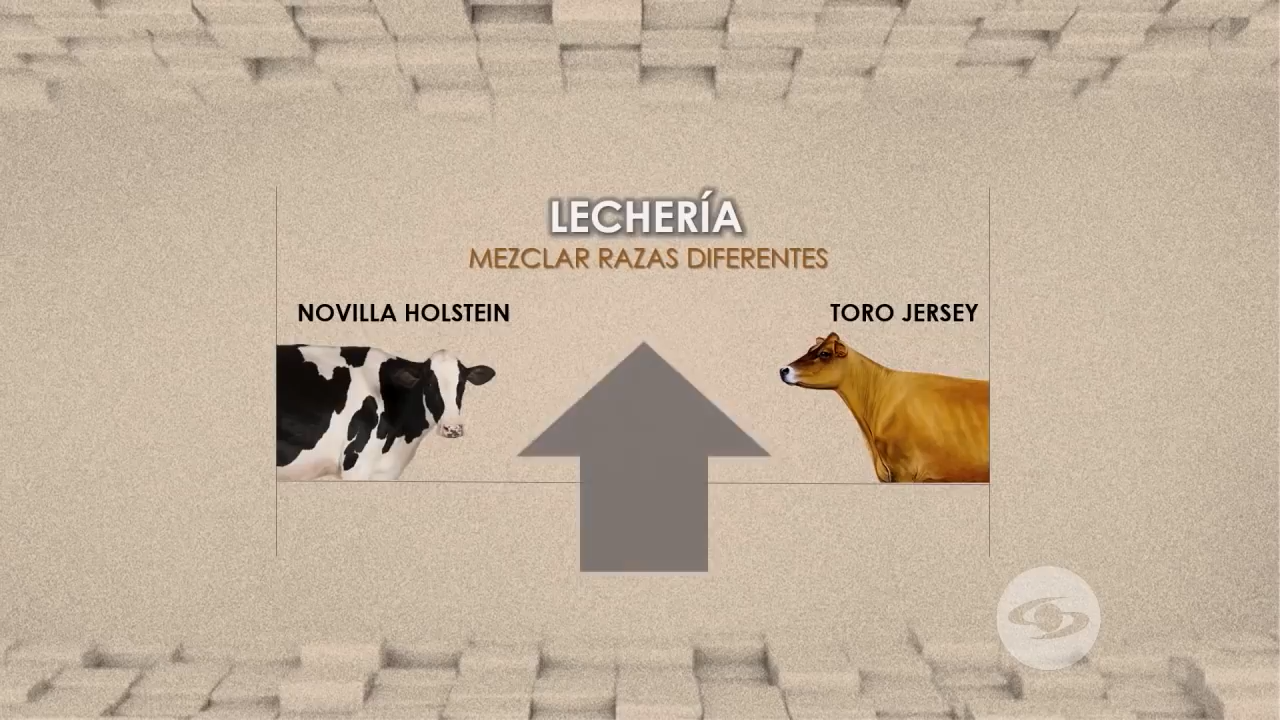 LECHERÍA
MEZCLAR RAZAS DIFERENTES
NOVILLA HOLSTEIN
TORO JERSEY